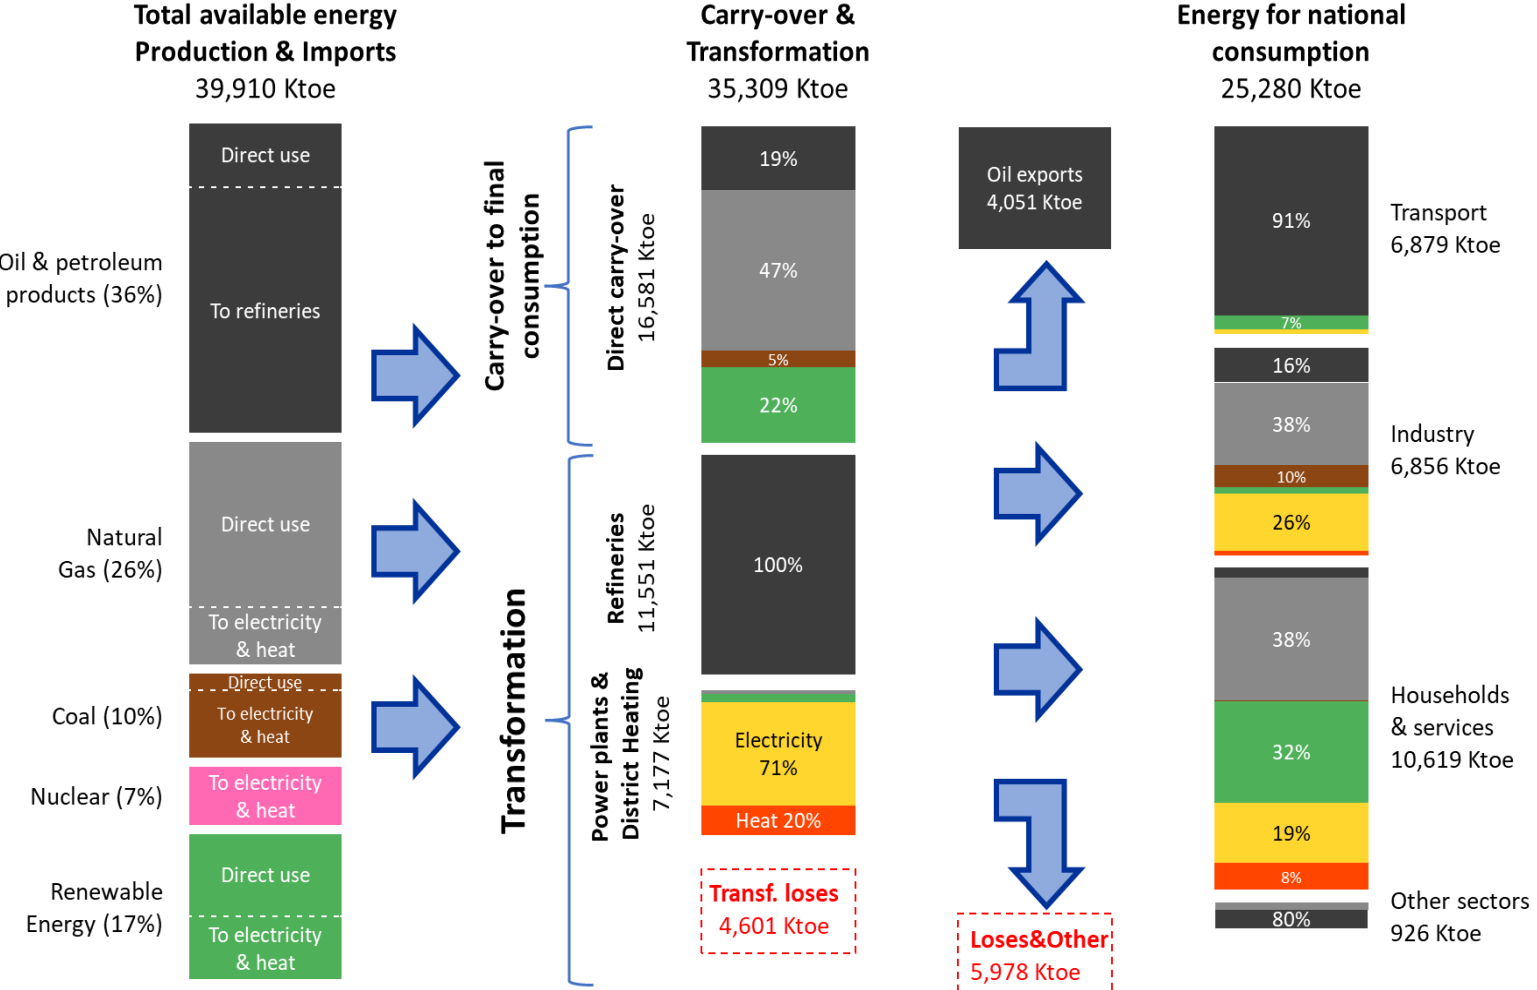 Total available energy
Production & Imports
39,910 Ktoe
Carry-over &
Transformation
35,309 Ktoe
Energy for national
consumption
25,280 Ktoe
Oil & petroleum
products (36%)
Direct use
To refineries
Natural
Gas (26%)
Direct use
To electricity
& heat
Coal (10%)
Direct use
To electricity
& heat
Nuclear (7%)
To electricity
& heat
Renewable
Energy (17%)
Direct use
To electricity
& heat
Carry-over to final
consumption
Direct carry-over
16,581 Ktoe
19%
47%
5%
22%
Transformation
Refineries
11,551 Ktoe
100%
Power plants &
District Heating
7,177 Ktoe
Electricity
71%
Heat 20%
Transf. loses
4,601 Ktoe
Oil exports
4,051 Ktoe
Loses&Other
5,978 Ktoe
91%
7%
Transport
6,879 Ktoe
16%
38%
10%
26%
Industry
6,856 Ktoe
38%
32%
19%
8%
Households
& services
10,619 Ktoe
80%
Other sectors
926 Ktoe